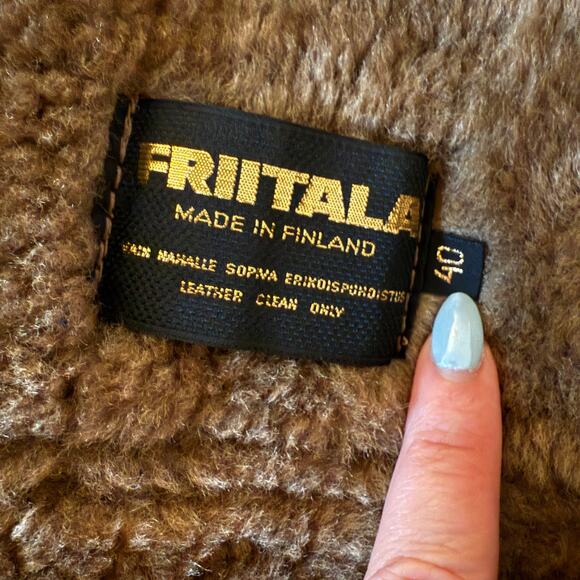 FRIITALA
MADE IN FINLAND
VAIN NAHALLE SOPIVA ERIKOISPUHDISTUS
LEATHER CLEAN ONLY
40